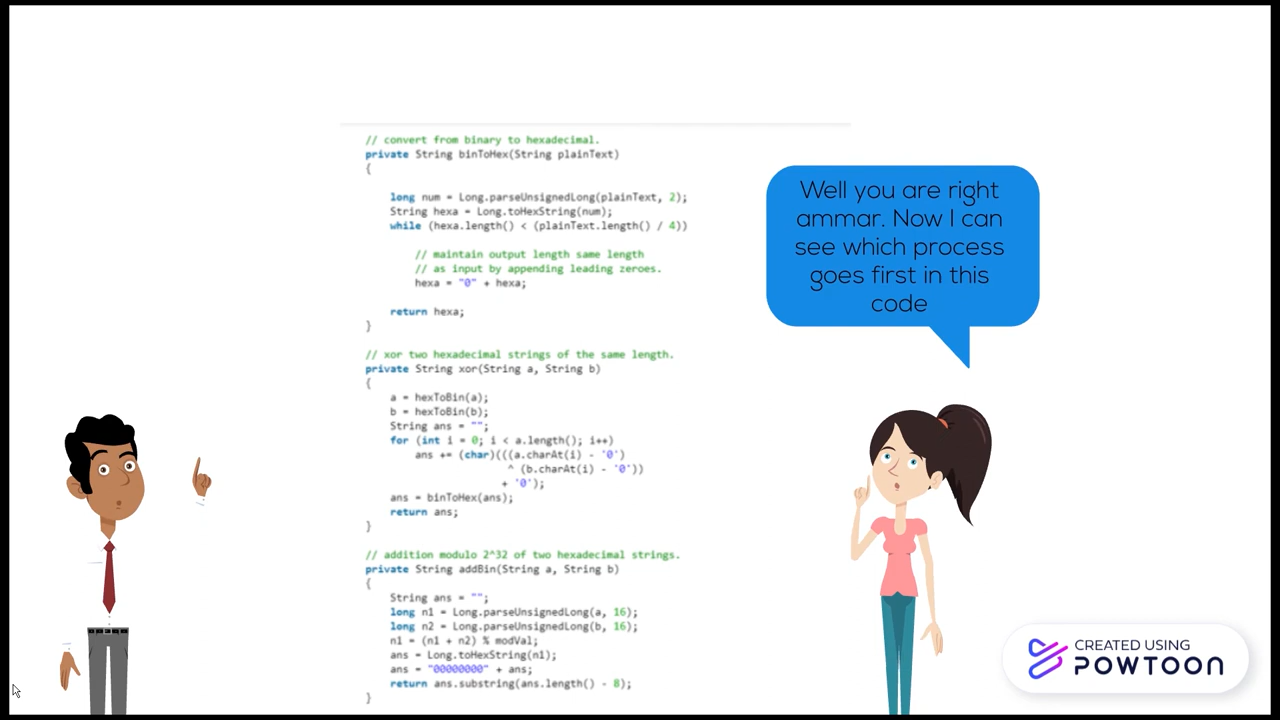 // convert from binary to hexadecimal.
private String binToHex(String plainText)
{
long num = Long.parseUnsignedLong(plainText, 2);
String hexa = Long.toHexString(num);
while (hexa.length() < (plainText.length() / 4))
// maintain output length same length
// as input by appending leading zeroes.
hexa = "0" + hexa;
return hexa;
}
// xor two hexadecimal strings of the same length.
private String xor(String a, String b)
{
a = hexToBin(a);
b = hexToBin(b);
String ans = "";
for (int i = 0; i < a.length(); i++)
ans += (char)(((a.charAt(i) - '0')
^ (b.charAt(i) - '0'))
+ '0');
ans = binToHex(ans);
return ans;
}
// addition modulo 2^32 of two hexadecimal strings.
private String addBin(String a, String b)
{
String ans = "";
long n1 = Long.parseUnsignedLong(a, 16);
long n2 = Long.parseUnsignedLong(b, 16);
n1 = (n1 + n2) % modVal;
ans = Long.toHexString(n1);
ans = "00000000" + ans;
return ans.substring(ans.length() - 8);
}
Well you are right
ammar. Now I can
see which process
goes first in this
code
CREATED USING
POWTOON